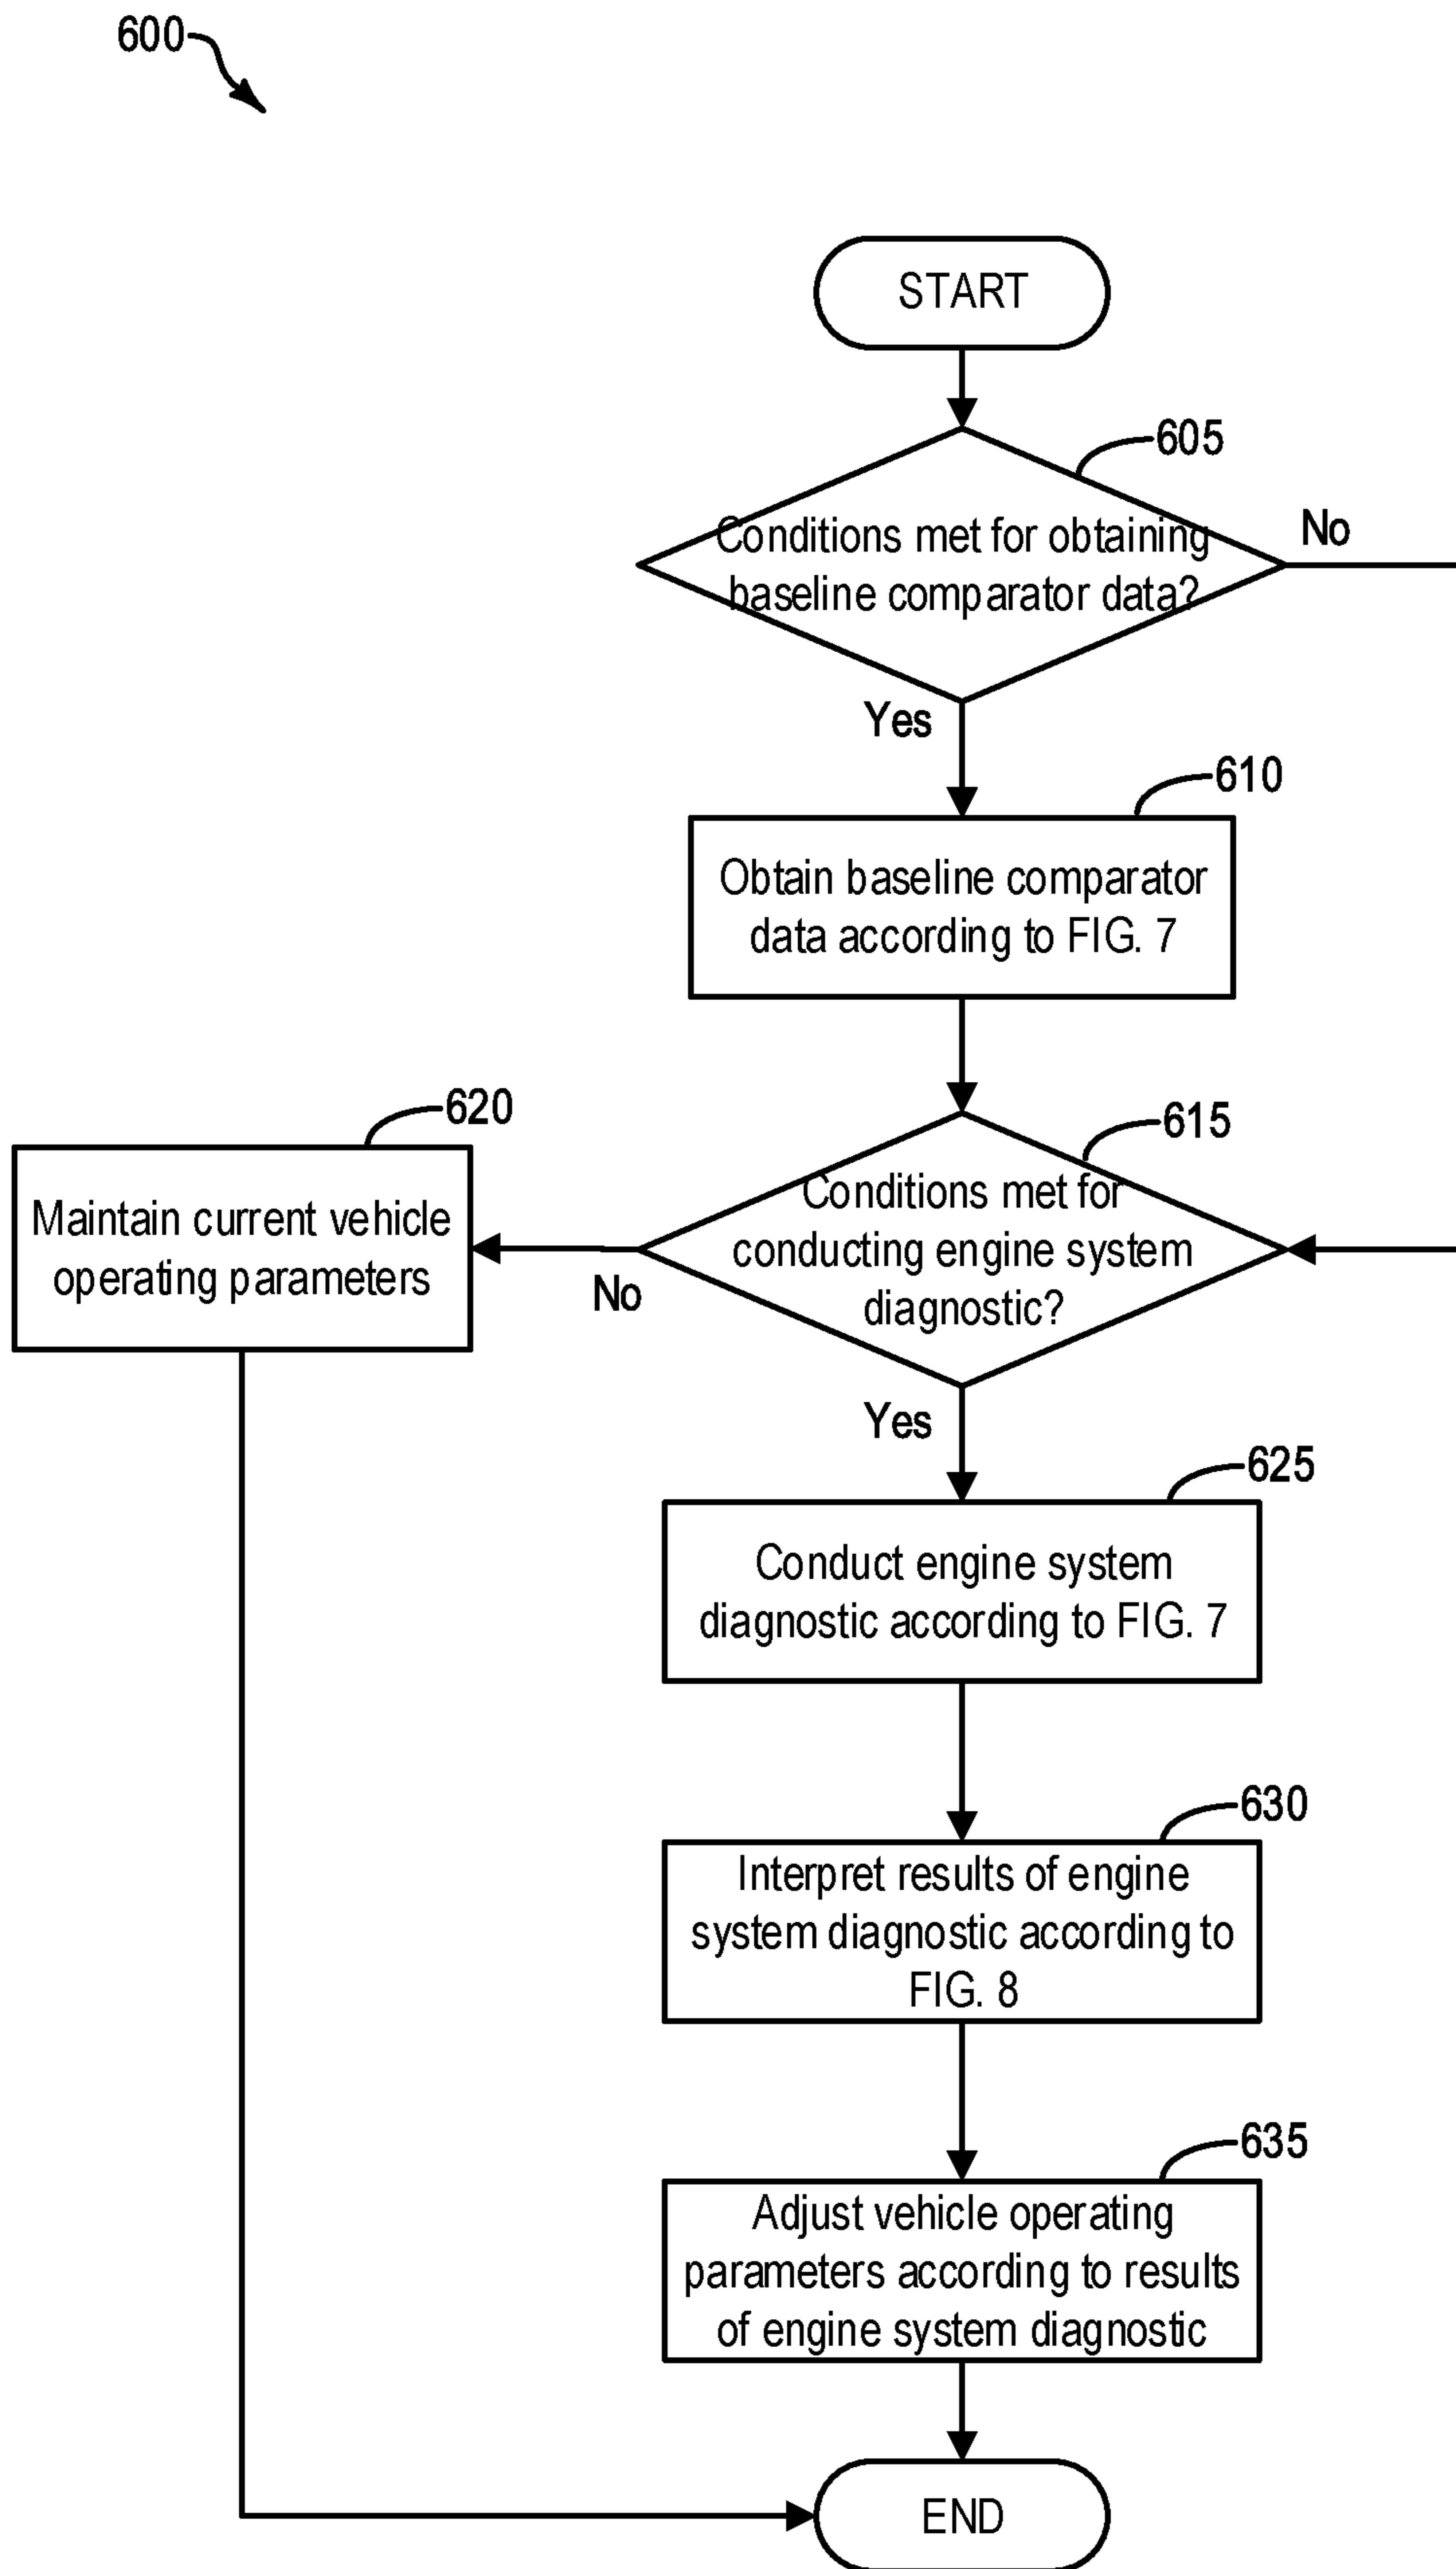 600
START
605
Conditions met for obtaining
baseline comparator data?
No
Yes
610
Obtain baseline comparator
data according to FIG. 7
620
Maintain current vehicle
operating parameters
615
Conditions met for
conducting engine system
diagnostic?
No
Yes
625
Conduct engine system
diagnostic according to FIG. 7
630
Interpret results of engine
system diagnostic according to
FIG. 8
635
Adjust vehicle operating
parameters according to results
of engine system diagnostic
END